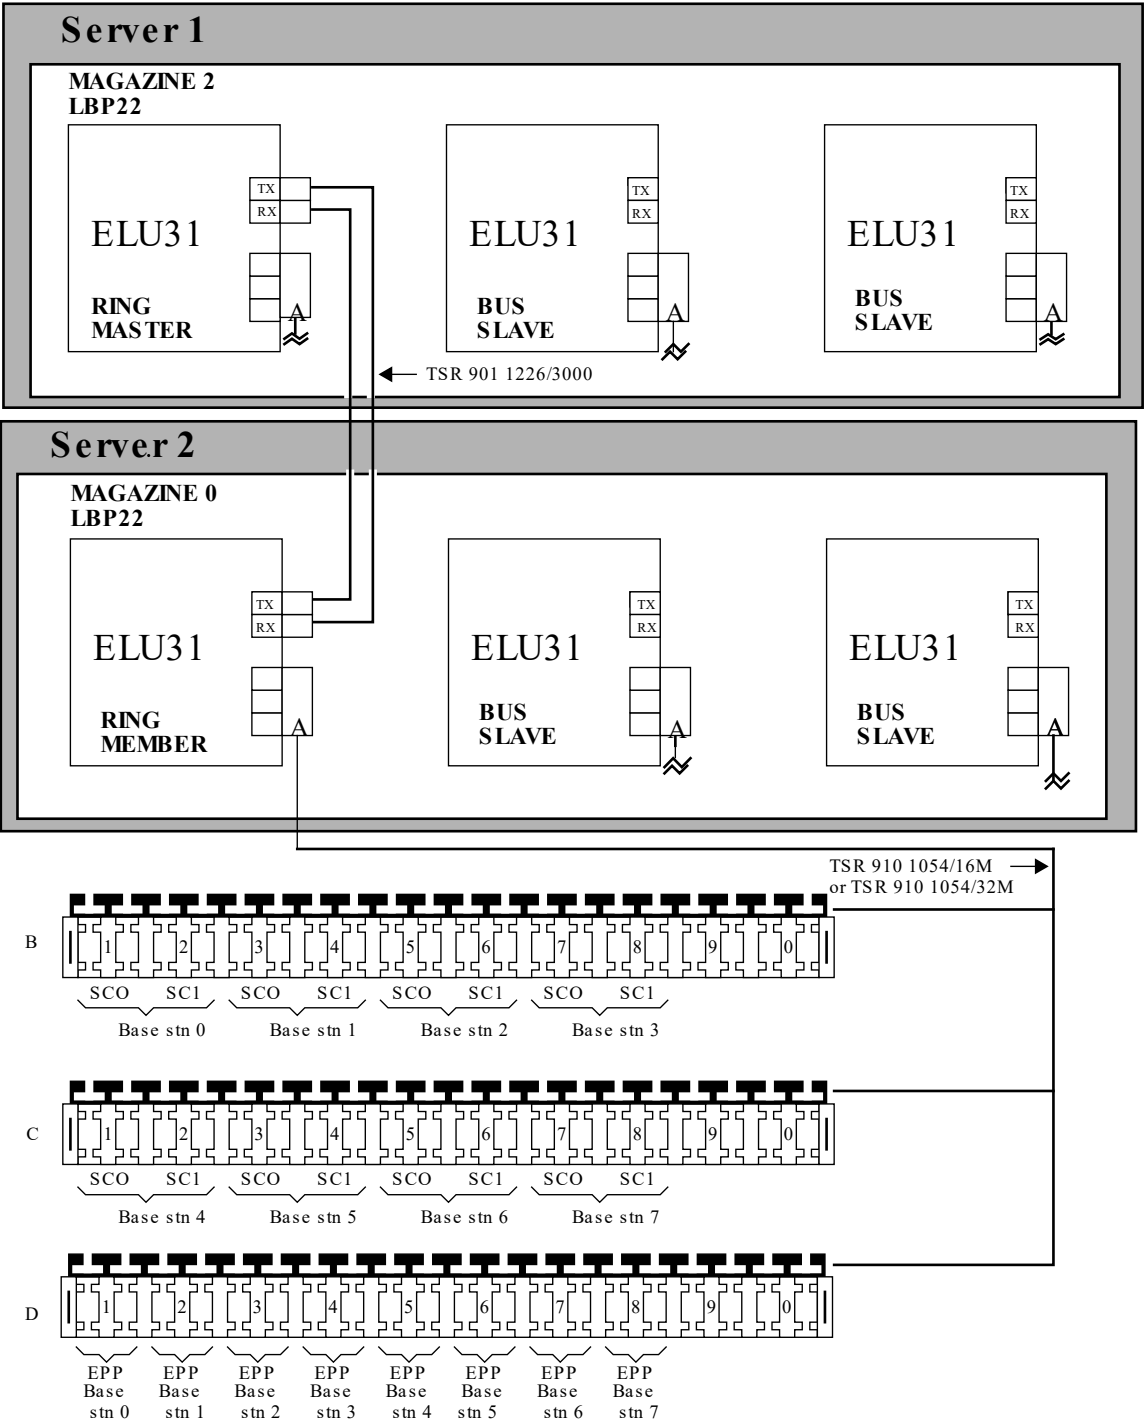 Server 1
MAGAZINE 2
LBP22
TX
RX
ELU31
RING
MASTER
A
TX
RX
ELU31
BUS
SLAVE
A
TX
RX
ELU31
BUS
SLAVE
A
TSR 901 1226/3000
Server 2
MAGAZINE 0
LBP22
TX
RX
ELU31
RING
MEMBER
A
TX
RX
ELU31
BUS
SLAVE
A
TX
RX
ELU31
BUS
SLAVE
A
TSR 910 1054/16M
or TSR 910 1054/32M
B 1 2 3 4 5 6 7 8 9 0
SCO SC1 SCO SC1 SCO SC1 SCO SC1
Base stn 0 Base stn 1 Base stn 2 Base stn 3
C 1 2 3 4 5 6 7 8 9 0
SCO SC1 SCO SC1 SCO SC1 SCO SC1
Base stn 4 Base stn 5 Base stn 6 Base stn 7
D 1 2 3 4 5 6 7 8 9 0
EPP EPP EPP EPP EPP EPP EPP EPP
Base Base Base Base Base Base Base Base
stn 0 stn 1 stn 2 stn 3 stn 4 stn 5 stn 6 stn 7